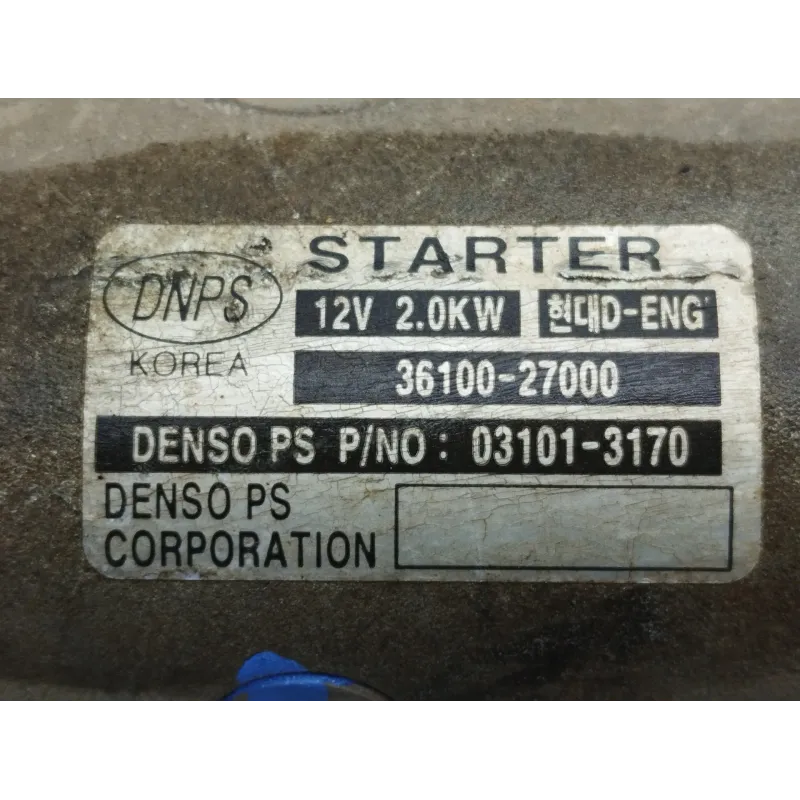 STARTER
DNPS
12V 2.0KW 현대D-ENG'
KOREA
36100-27000
DENSO PS P/NO: 03101-3170
DENSO PS
CORPORATION